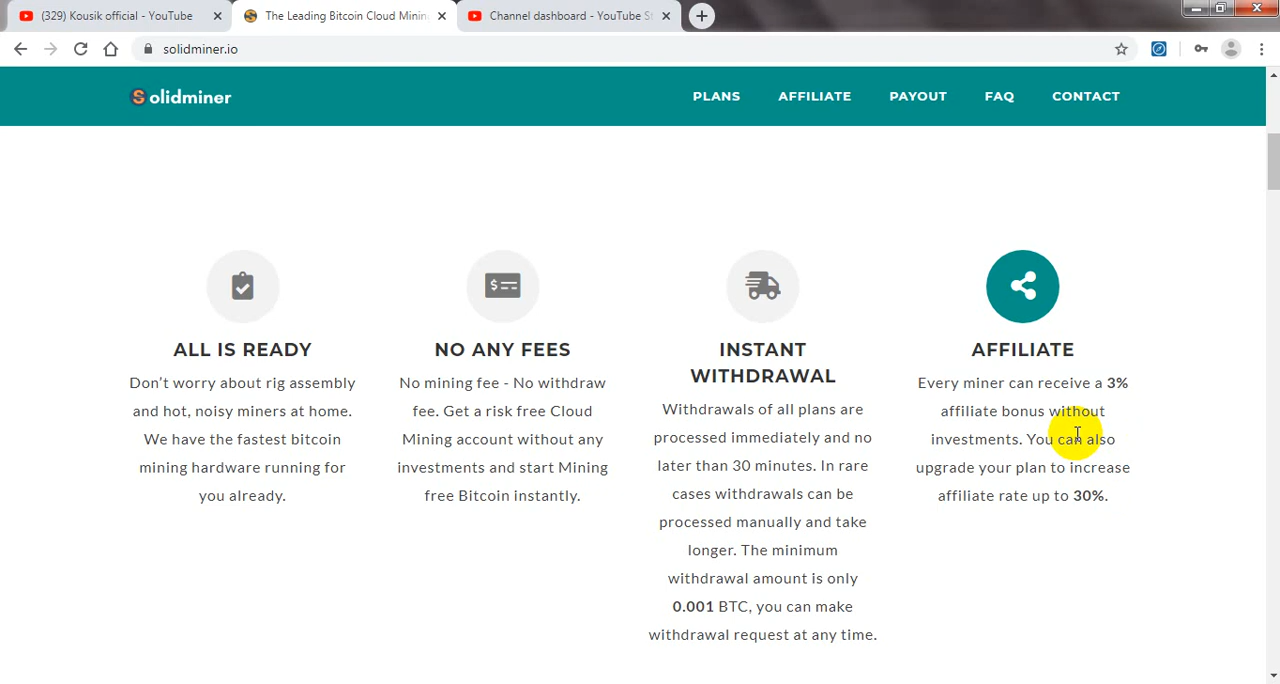 (329) Kousik official - YouTube
The Leading Bitcoin Cloud Minin
Channel dashboard - YouTube S
solidminer.io
Solidminer
PLANS
AFFILIATE
PAYOUT
FAQ
CONTACT
ALL IS READY
Don't worry about rig assembly
and hot, noisy miners at home.
We have the fastest bitcoin
mining hardware running for
you already.
NO ANY FEES
No mining fee - No withdraw
fee. Get a risk free Cloud
Mining account without any
investments and start Mining
free Bitcoin instantly.
INSTANT
WITHDRAWAL
Withdrawals of all plans are
processed immediately and no
later than 30 minutes. In rare
cases withdrawals can be
processed manually and take
longer. The minimum
withdrawal amount is only
0.001 BTC, you can make
withdrawal request at any time.
AFFILIATE
Every miner can receive a 3%
affiliate bonus without
investments. You can also
upgrade your plan to increase
affiliate rate up to 30%.